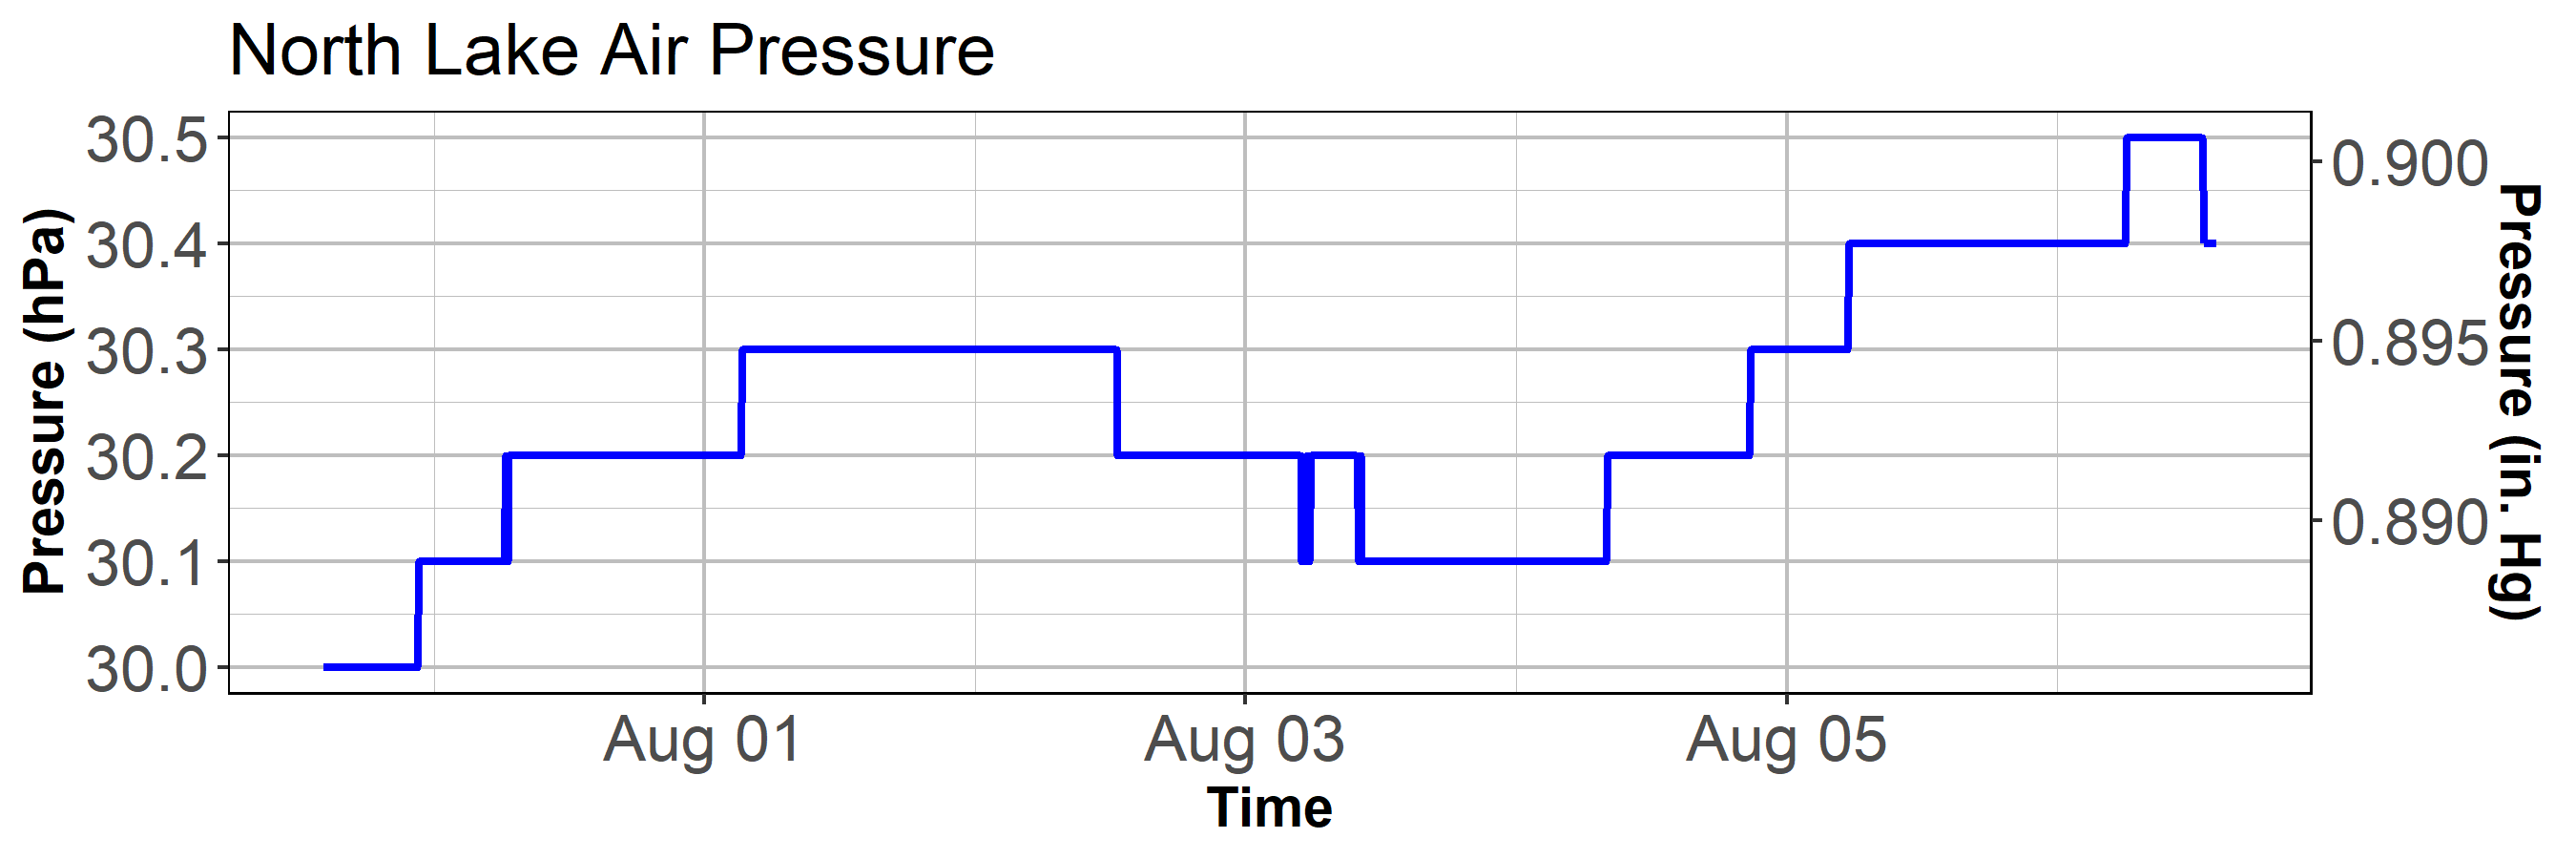 North Lake Air Pressure
Pressure (hPa)
30.5
30.4
30.3
30.2
30.1
30.0
0.900
0.895
0.890
Pressure (in. Hg)
Aug 01 Aug 03 Aug 05
Time